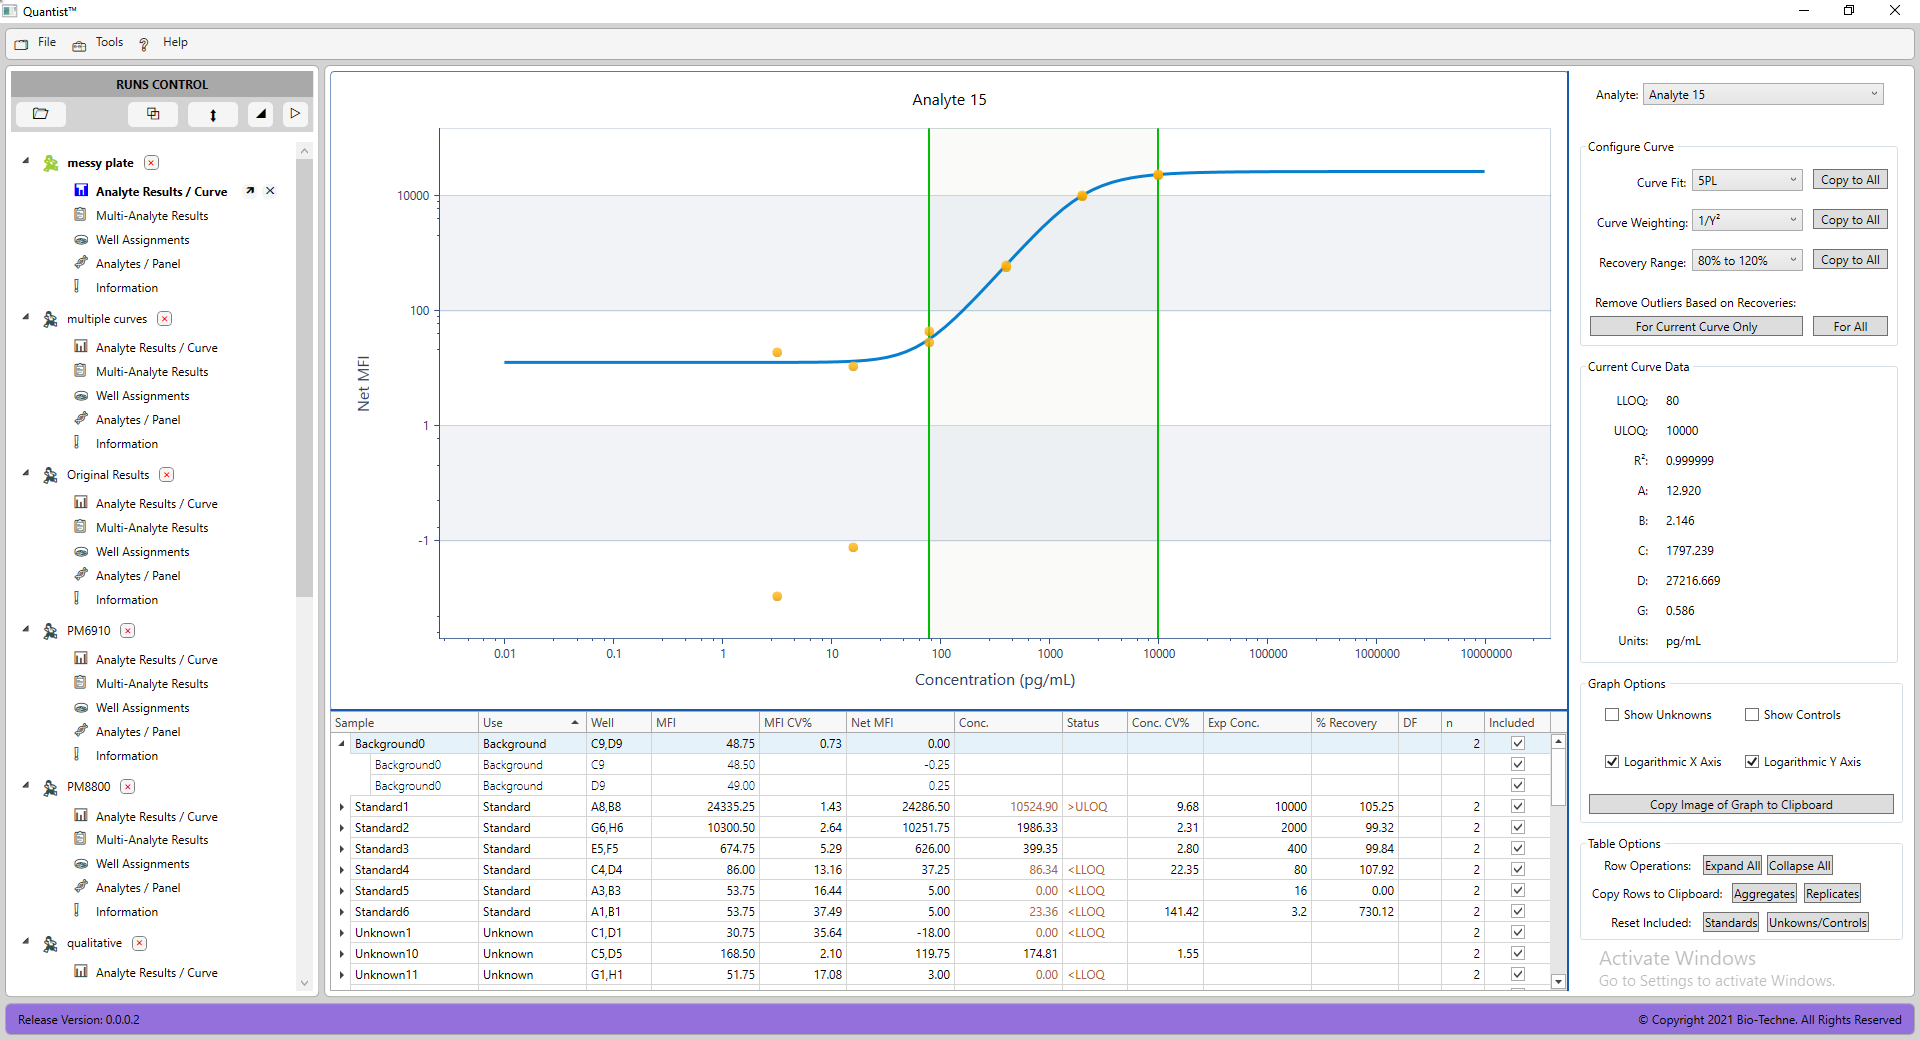 Quantist™
File Tools Help
RUNS CONTROL
messy plate
Analyte Results / Curve
Multi-Analyte Results
Well Assignments
Analytes / Panel
Information
multiple curves
Analyte Results / Curve
Multi-Analyte Results
Well Assignments
Analytes / Panel
Information
Original Results
Analyte Results / Curve
Multi-Analyte Results
Well Assignments
Analytes / Panel
Information
PM6910
Analyte Results / Curve
Multi-Analyte Results
Well Assignments
Analytes / Panel
Information
PM8800
Analyte Results / Curve
Multi-Analyte Results
Well Assignments
Analytes / Panel
Information
qualitative
Analyte Results / Curve
Analyte 15
10000
100
1
-1
Net MFI
0.01 0.1 1 10 100 1000 10000 100000 1000000 10000000
Concentration (pg/mL)
Sample Use Well MFI MFI CV% Net MFI Conc. Status Conc. CV% Exp Conc. % Recovery DF n Included
Background0 Background C9,D9 48.75 0.73 0.00 2
Background0 Background C9 48.50 -0.25
Background0 Background D9 49.00 0.25
Standard1 Standard A8,B8 24335.25 1.43 24286.50 10524.90 >ULOQ 9.68 10000 105.25 2
Standard2 Standard G6,H6 10300.50 2.64 10251.75 1986.33 2.31 2000 99.32 2
Standard3 Standard E5,F5 674.75 5.29 626.00 399.35 2.80 400 99.84 2
Standard4 Standard C4,D4 86.00 13.16 37.25 86.34 <LLOQ 22.35 80 107.92 2
Standard5 Standard A3,B3 53.75 16.44 5.00 0.00 <LLOQ 16 0.00 2
Standard6 Standard A1,B1 53.75 37.49 5.00 23.36 <LLOQ 141.42 3.2 730.12 2
Unknown1 Unknown C1,D1 30.75 35.64 -18.00 0.00 <LLOQ 2
Unknown10 Unknown C5,D5 168.50 2.10 119.75 174.81 1.55 2
Unknown11 Unknown G1,H1 51.75 17.08 3.00 0.00 <LLOQ 2
Analyte: Analyte 15
Configure Curve
Curve Fit: 5PL Copy to All
Curve Weighting: 1/Y² Copy to All
Recovery Range: 80% to 120% Copy to All
Remove Outliers Based on Recoveries:
For Current Curve Only For All
Current Curve Data
LLOQ: 80
ULOQ: 10000
R²: 0.999999
A: 12.920
B: 2.146
C: 1797.239
D: 27216.669
G: 0.586
Units: pg/mL
Graph Options
Show Unknowns Show Controls
Logarithmic X Axis Logarithmic Y Axis
Copy Image of Graph to Clipboard
Table Options
Row Operations: Expand All Collapse All
Copy Rows to Clipboard: Aggregates Replicates
Reset Included: Standards Unkowns/Controls
Activate Windows
Go to Settings to activate Windows.
Release Version: 0.0.0.2
© Copyright 2021 Bio-Techne. All Rights Reserved